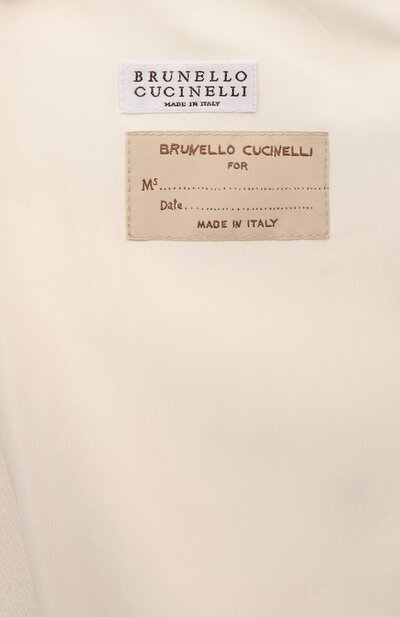 BRUNELLO
CUCINELLI
MADE IN ITALY
BRUNELLO CUCINELLI
FOR
Ms..............................
Date..........................
MADE IN ITALY